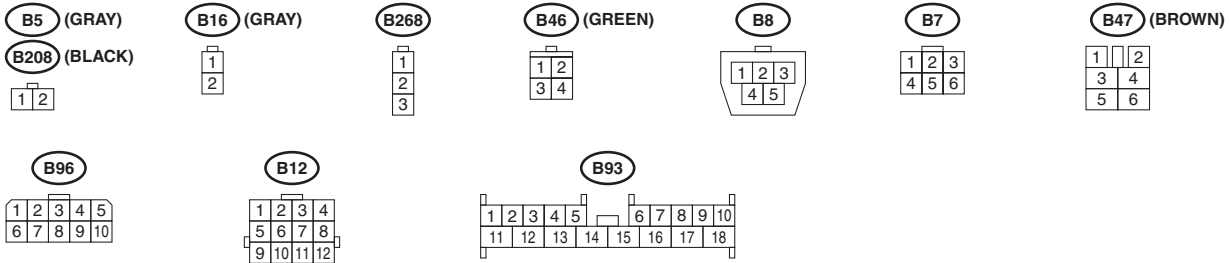 B5 (GRAY)
B208 (BLACK)
1 2
B16 (GRAY)
1
2
B268
1
2
3
B46 (GREEN)
1 2
3 4
B8
1 2 3
4 5
B7
1 2 3
4 5 6
B47 (BROWN)
1 2
3 4
5 6
B96
1 2 3 4 5
6 7 8 9 10
B12
1 2 3 4
5 6 7 8
9 10 11 12
B93
1 2 3 4 5 6 7 8 9 10
11 12 13 14 15 16 17 18